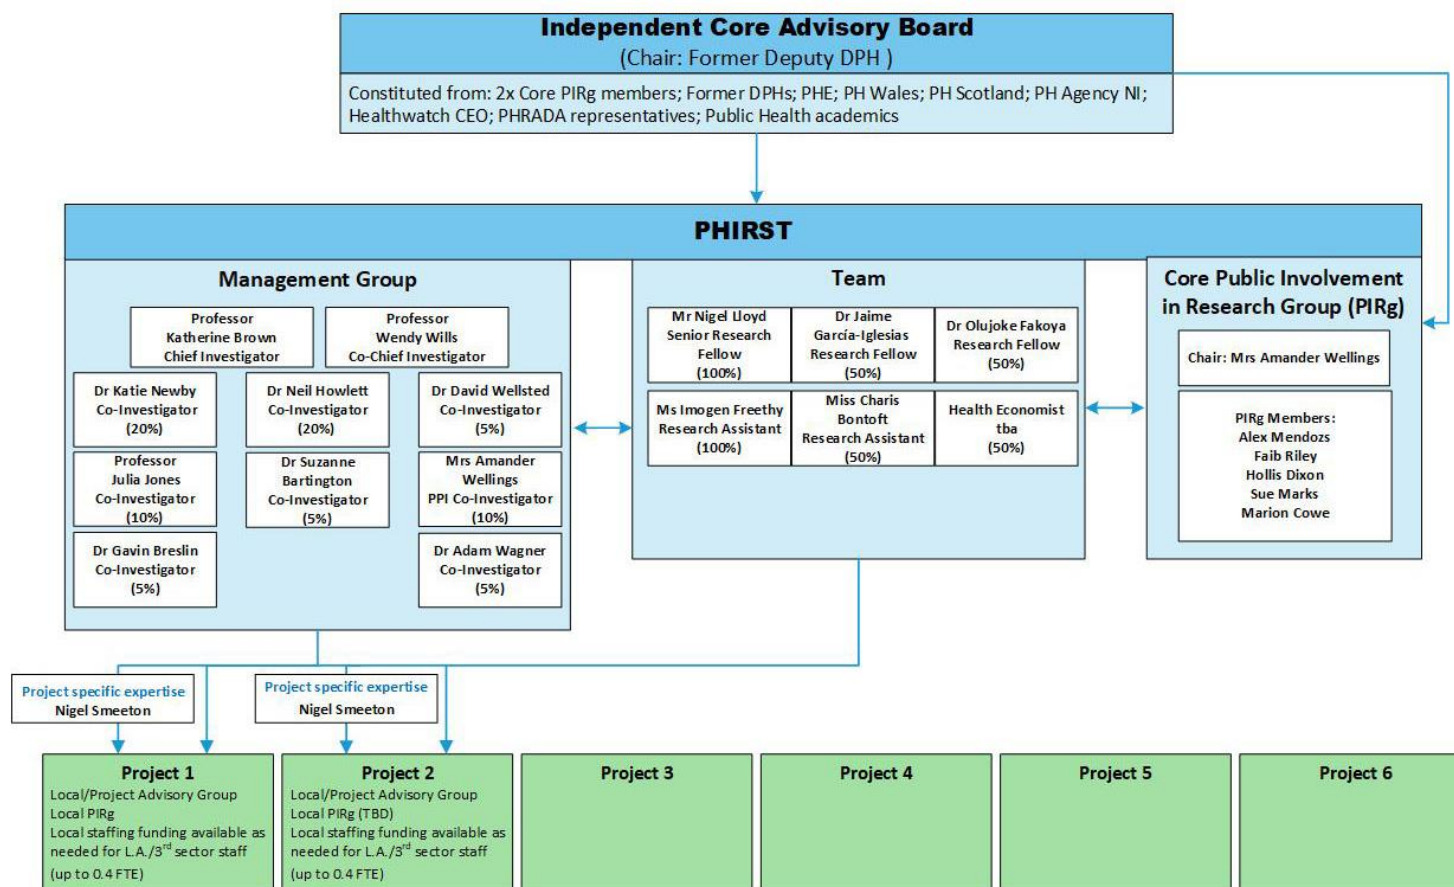 Independent Core Advisory Board
(Chair: Former Deputy DPH )
Constituted from: 2x Core PIRg members; Former DPHs; PHE; PH Wales; PH Scotland; PH Agency NI;
Healthwatch CEO; PHRADA representatives; Public Health academics
PHIRST
Management Group
Professor
Katherine Brown
Chief Investigator
Professor
Wendy Wills
Co-Chief Investigator
Dr Katie Newby
Co-Investigator
(20%)
Dr Neil Howlett
Co-Investigator
(20%)
Dr David Wellsted
Co-Investigator
(5%)
Professor
Julia Jones
Co-Investigator
(10%)
Dr Suzanne
Bartington
Co-Investigator
(5%)
Mrs Amander
Wellings
PPI Co-Investigator
(10%)
Dr Gavin Breslin
Co-Investigator
(5%)
Dr Adam Wagner
Co-Investigator
(5%)
Team
Mr Nigel Lloyd
Senior Research
Fellow
(100%)
Dr Jaime
García-Iglesias
Research Fellow
(50%)
Dr Olujoke Fakoya
Research Fellow
(50%)
Ms Imogen Freethy
Research Assistant
(100%)
Miss Charis
Bontoft
Research Assistant
(50%)
Health Economist
tba
(50%)
Core Public Involvement
in Research Group (PIRg)
Chair: Mrs Amander Wellings
PIRg Members:
Alex Mendozs
Faib Riley
Hollis Dixon
Sue Marks
Marion Cowe
Project specific expertise
Nigel Smeeton
Project specific expertise
Nigel Smeeton
Project 1
Local/Project Advisory Group
Local PIRg
Local staffing funding available as
needed for L.A./3rd sector staff
(up to 0.4 FTE)
Project 2
Local/Project Advisory Group
Local PIRg (TBD)
Local staffing funding available as
needed for L.A./3rd sector staff
(up to 0.4 FTE)
Project 3
Project 4
Project 5
Project 6